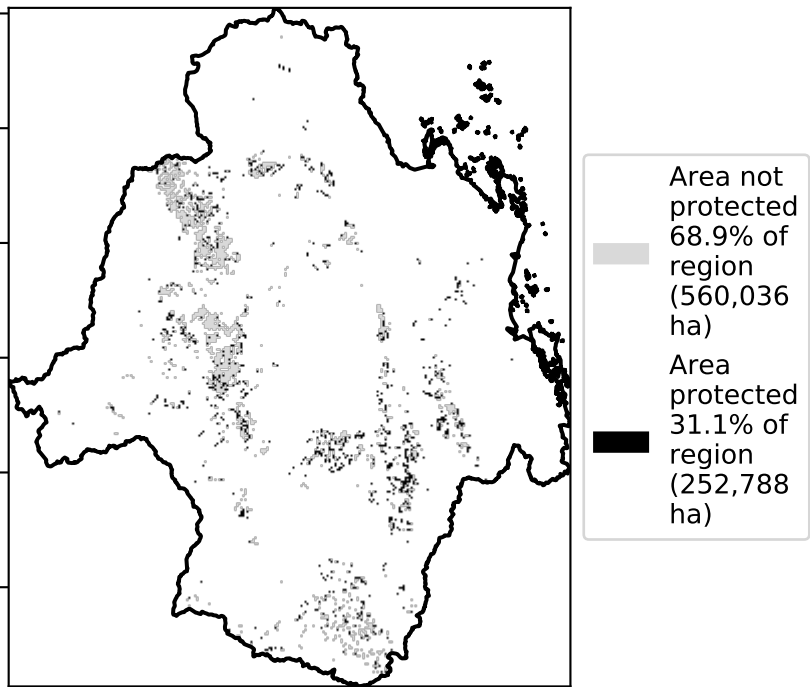 Area not
protected
68.9% of
region
(560,036
ha)
Area
protected
31.1% of
region
(252,788
ha)